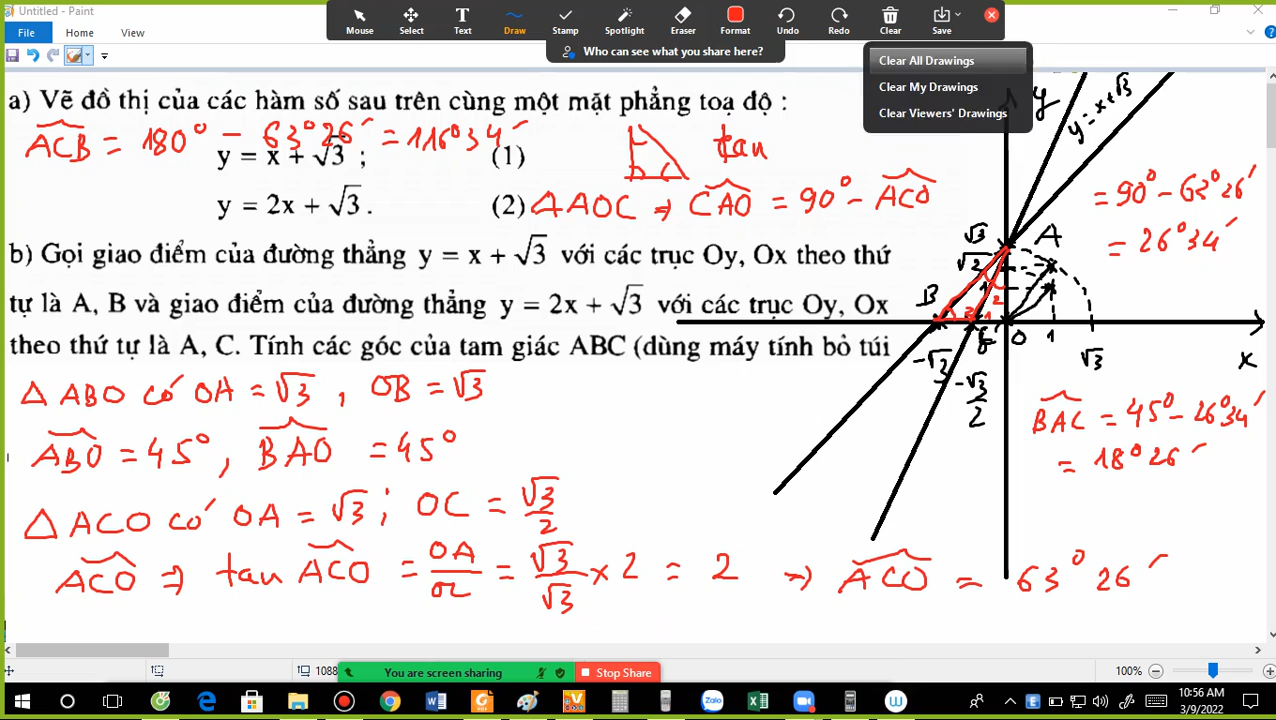 Untitled - Paint
File Home View
Mouse Select Text Draw Stamp Spotlight Eraser Format Undo Redo Clear Save
Who can see what you share here?
Clear All Drawings
Clear My Drawings
Clear Viewers' Drawings
a) Vẽ đồ thị của các hàm số sau trên cùng một mặt phẳng toạ độ :
ACB = 180° - 63°26′ = 116°34′
y = x + √3 ; (1)
tan
y = 2x + √3. (2)
△AOC ⇒ CAO = 90° - ACO
= 90° - 63°26′
= 26°34′
b) Gọi giao điểm của đường thẳng y = x + √3 với các trục Oy, Ox theo thứ
tự là A, B và giao điểm của đường thẳng y = 2x + √3 với các trục Oy, Ox
theo thứ tự là A, C. Tính các góc của tam giác ABC (dùng máy tính bỏ túi
△ ABO có OA = √3 , OB = √3
ABO = 45° , BAO = 45°
△ ACO có OA = √3 ; OC = √3/2
ACO ⇒ tan ACO = OA/OC = √3/√3 × 2 = 2 ⇒ ACO = 63° 26′
y
y = x + √3
√3 A
√2
1 2
B 3 1
O 1 √3 x
-√3
-√3/2
BAC = 45° - 26°34′
= 18°26′
1088
You are screen sharing Stop Share
100%
Zalo
10:56 AM
3/9/2022